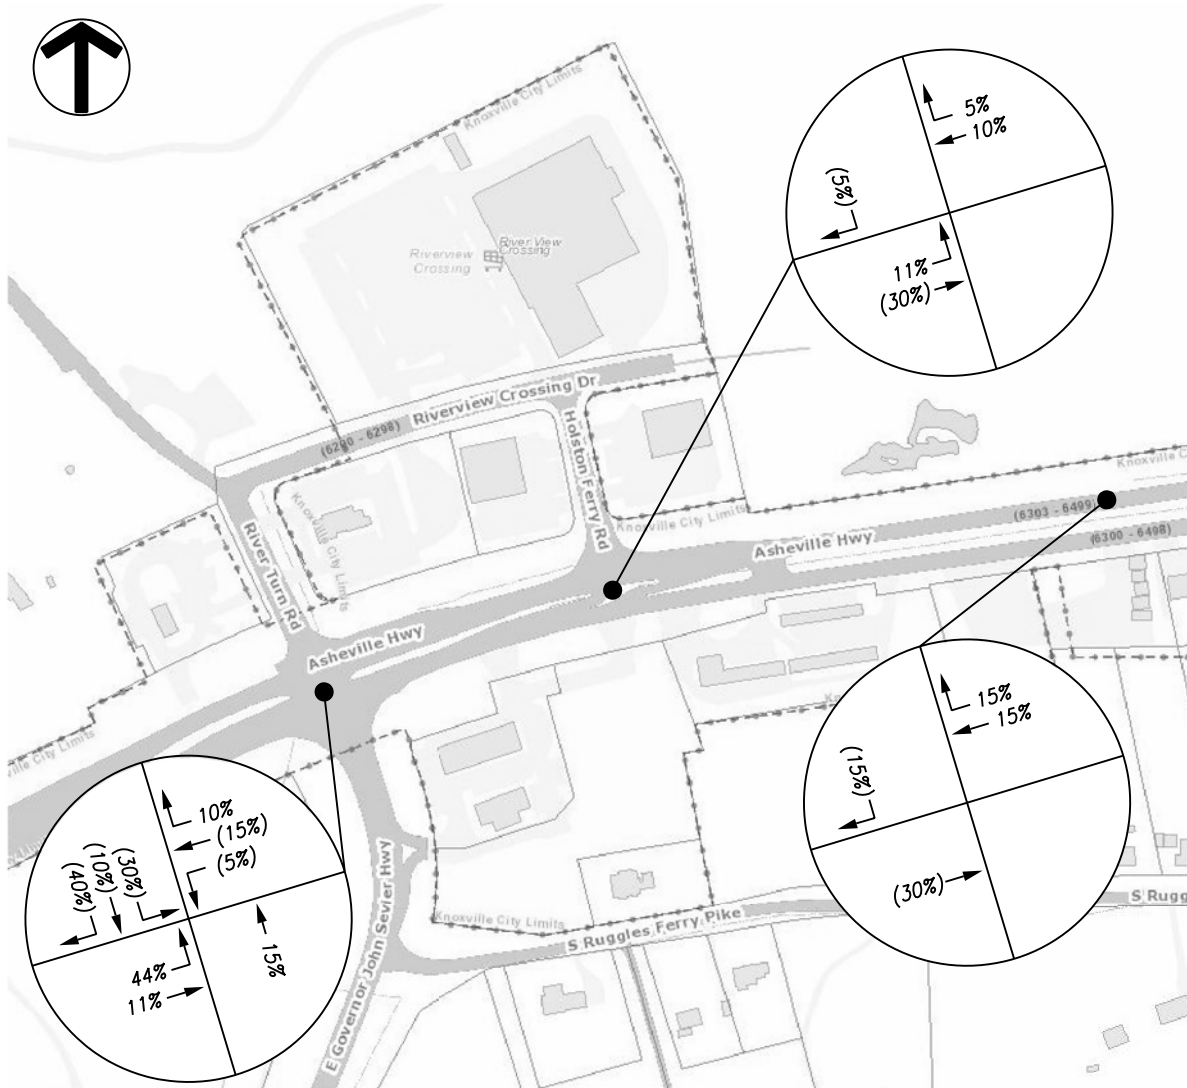 Knoxville City Limits
5%
10%
(5%)
11%
(30%)
River View
Crossing
Riverview
Crossing
Riverview Crossing Dr
(6290 - 6298)
Holston Ferry Rd
Knoxville City Limits
Knoxville City Limits
Knoxville C
(6303 - 6499)
(6300 - 6498)
Asheville Hwy
River Turn Rd
Asheville Hwy
15%
15%
(15%)
(30%)
ville City Limits
10%
(15%)
(5%)
(30%)
(10%)
(40%)
44%
11%
15%
E Governor John Sevier Hwy
Knoxville City Limits
S Ruggles Ferry Pike
S Rugg